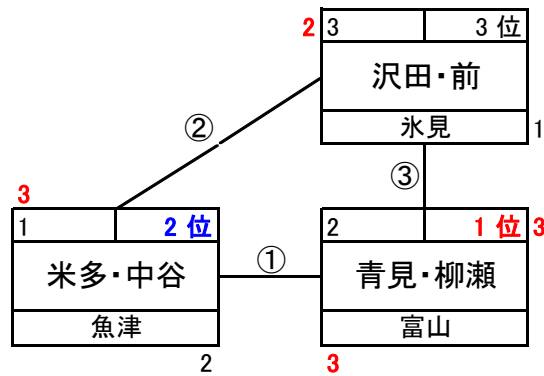 2 3 3 位
沢田・前
氷見 1
②
③
3
1 2 位
米多・中谷
魚津
2
①
2 1 位 3
青見・柳瀬
富山
3